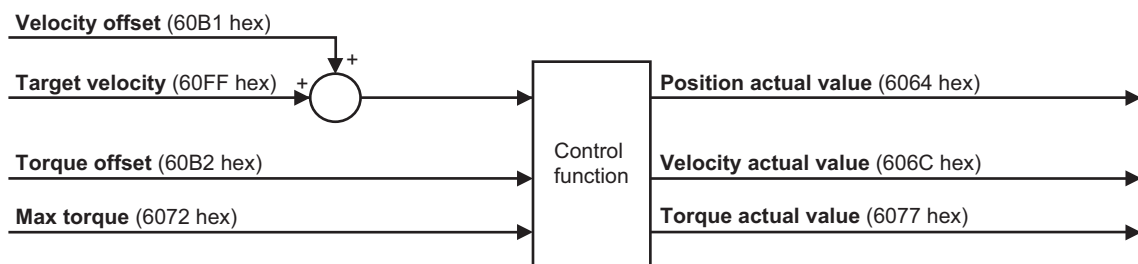 Velocity offset (60B1 hex)
+
Target velocity (60FF hex)
+
Position actual value (6064 hex)
Torque offset (60B2 hex)
Control
function
Velocity actual value (606C hex)
Max torque (6072 hex)
Torque actual value (6077 hex)